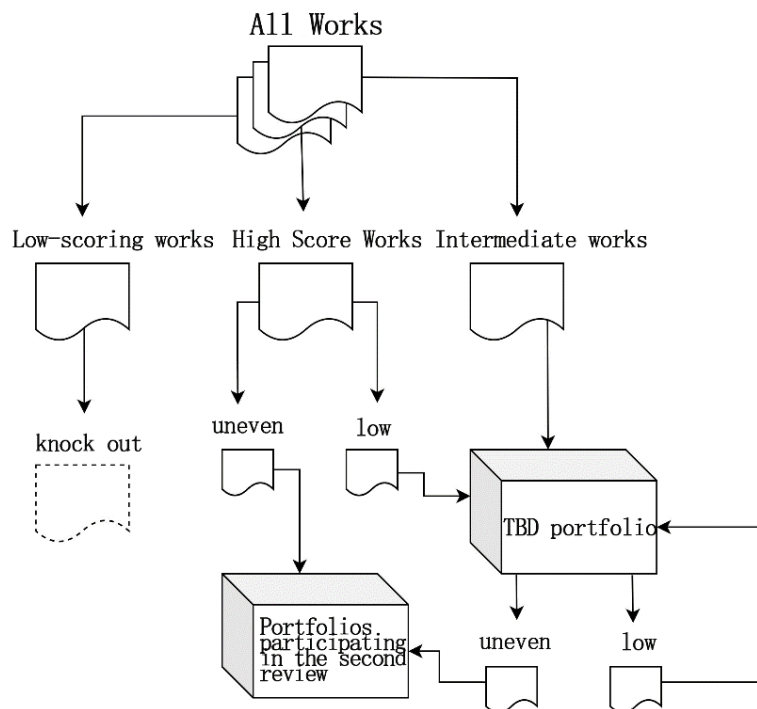 All Works
Low-scoring works
High Score Works
Intermediate works
uneven
low
knock out
TBD portfolio
Portfolios
participating
in the second
review
uneven
low